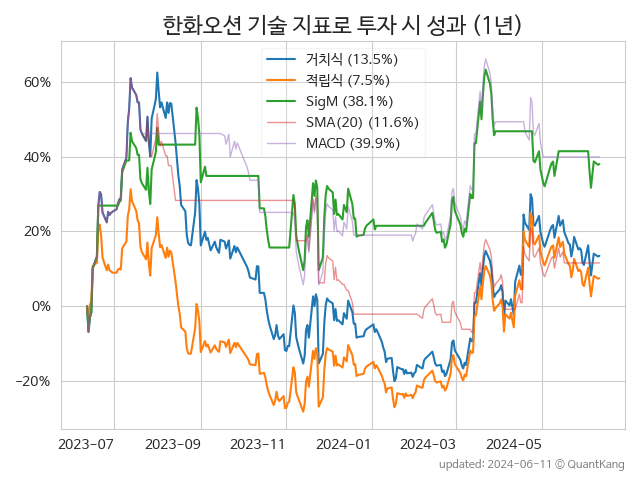 한화오션 기술 지표로 투자 시 성과 (1년)
거치식 (13.5%)
적립식 (7.5%)
SigM (38.1%)
SMA(20) (11.6%)
MACD (39.9%)
60%
40%
20%
0%
−20%
2023-07 2023-09 2023-11 2024-01 2024-03 2024-05
updated: 2024-06-11 © QuantKang